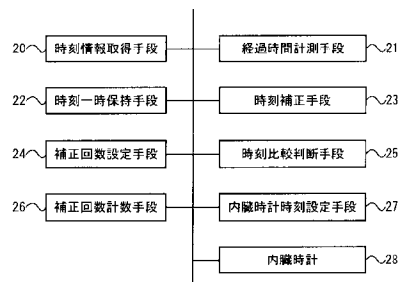 20 時刻情報取得手段 経過時間計測手段 21
22 時刻一時保持手段 時刻補正手段 23
24 補正回数設定手段 時刻比較判断手段 25
26 補正回数計数手段 内臓時計時刻設定手段 27
内臓時計 28